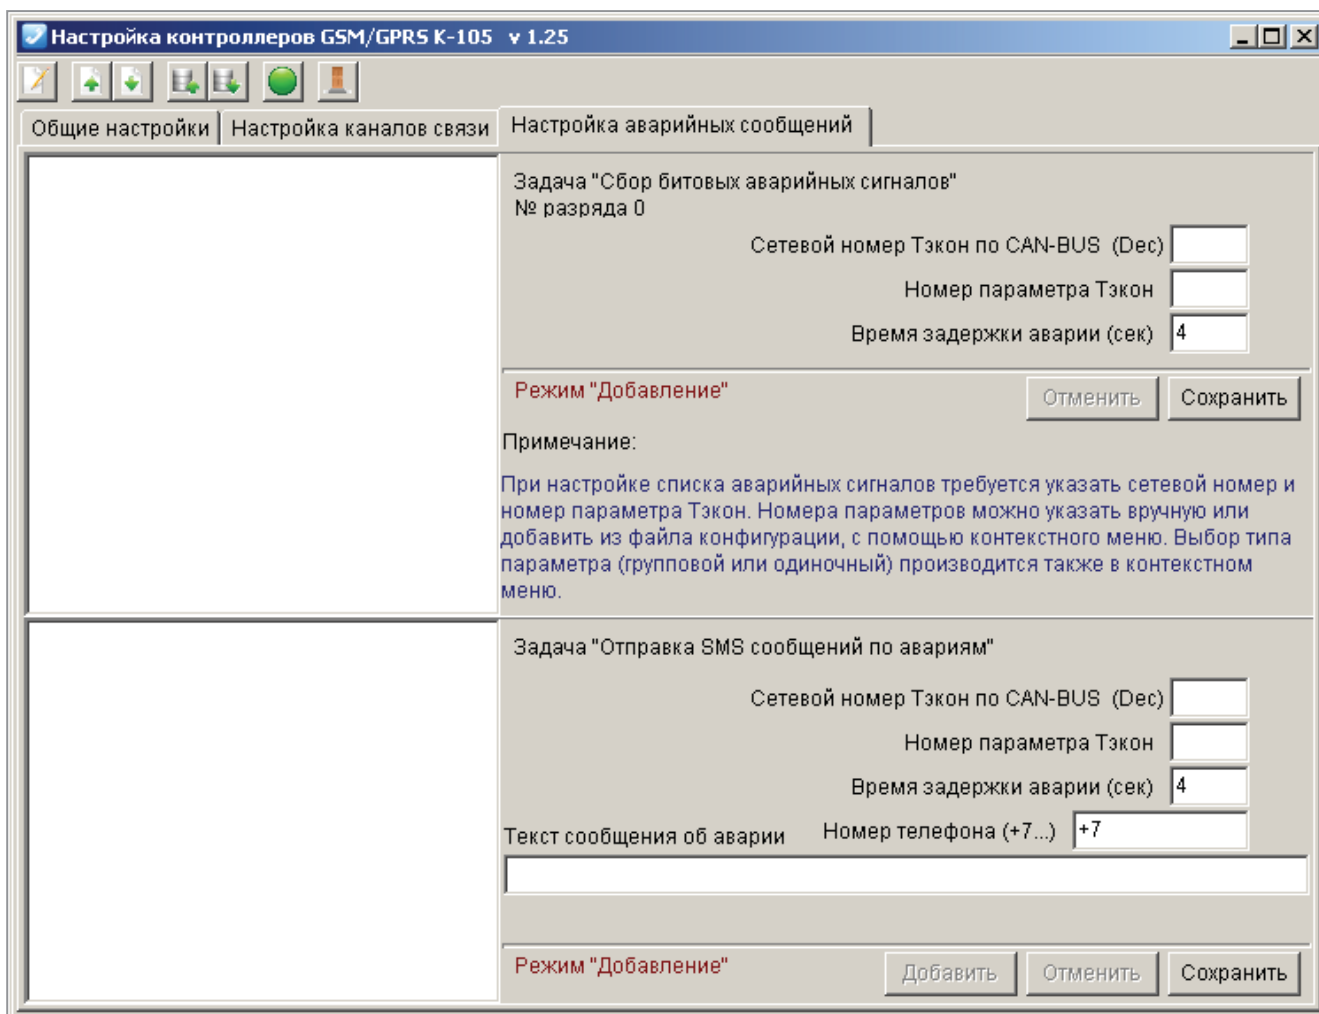 Настройка контроллеров GSM/GPRS K-105 v 1.25
Общие настройки
Настройка каналов связи
Настройка аварийных сообщений
Задача "Сбор битовых аварийных сигналов"
№ разряда 0
Сетевой номер Тэкон по CAN-BUS (Dec)
Номер параметра Тэкон
Время задержки аварии (сек) 4
Режим "Добавление"
Отменить
Сохранить
Примечание:
При настройке списка аварийных сигналов требуется указать сетевой номер и
номер параметра Тэкон. Номера параметров можно указать вручную или
добавить из файла конфигурации, с помощью контекстного меню. Выбор типа
параметра (групповой или одиночный) производится также в контекстном
меню.
Задача "Отправка SMS сообщений по авариям"
Сетевой номер Тэкон по CAN-BUS (Dec)
Номер параметра Тэкон
Время задержки аварии (сек) 4
Номер телефона (+7...) +7
Текст сообщения об аварии
Режим "Добавление"
Добавить
Отменить
Сохранить